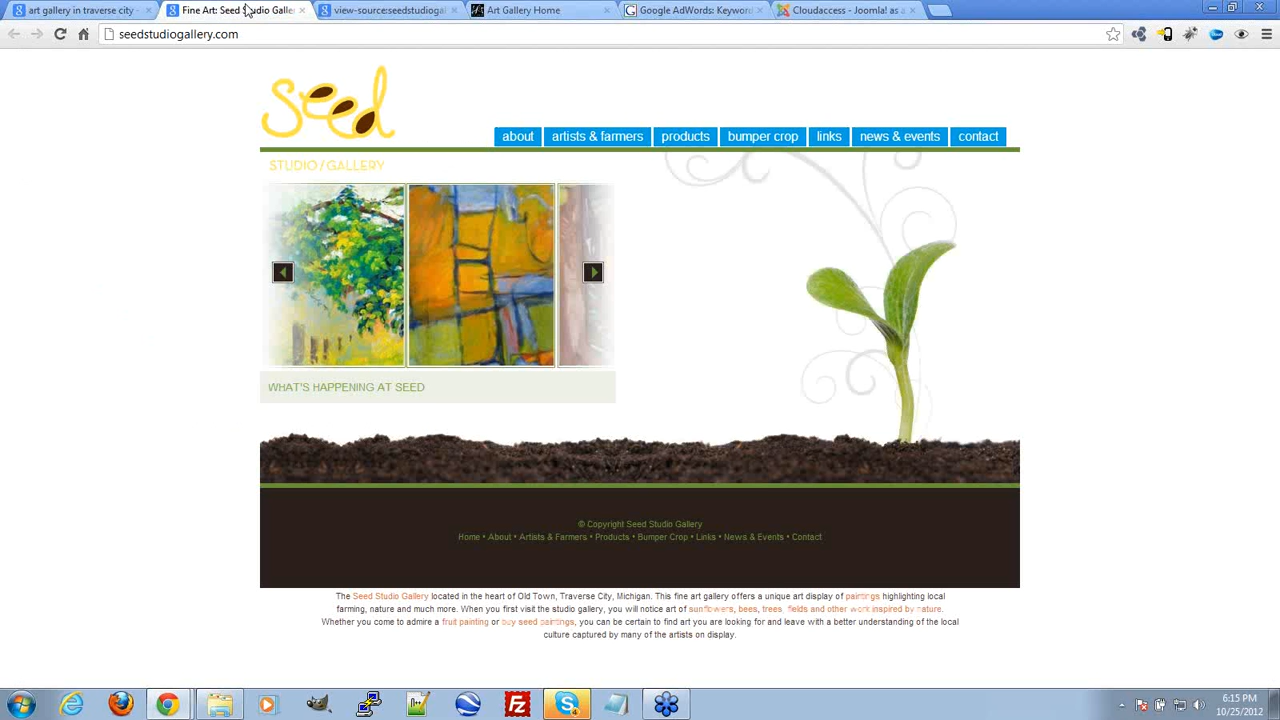 art gallery in traverse city -
Fine Art: Seed Studio Galler
view-source:seedstudiogal
Art Gallery Home
Google AdWords: Keyword
Cloudaccess - Joomla! as a
seedstudiogallery.com
seed
about
artists & farmers
products
bumper crop
links
news & events
contact
STUDIO / GALLERY
WHAT'S HAPPENING AT SEED
© Copyright Seed Studio Gallery
Home • About • Artists & Farmers • Products • Bumper Crop • Links • News & Events • Contact
The Seed Studio Gallery located in the heart of Old Town, Traverse City, Michigan. This fine art gallery offers a unique art display of paintings highlighting local
farming, nature and much more. When you first visit the studio gallery, you will notice art of sunflowers, bees, trees, fields and other work inspired by nature.
Whether you come to admire a fruit painting or buy seed paintings, you can be certain to find art you are looking for and leave with a better understanding of the local
culture captured by many of the artists on display.
6:15 PM
10/25/2012